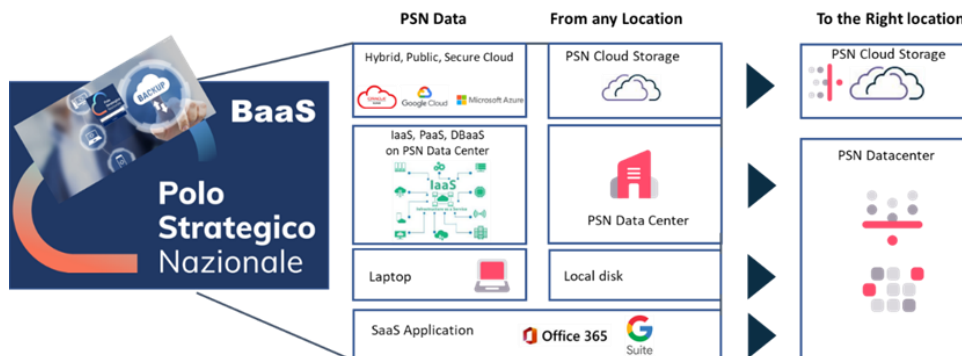 PSN Data
From any Location
To the Right location
BACKUP
BaaS
Polo
Strategico
Nazionale
Hybrid, Public, Secure Cloud
Google Cloud
Microsoft Azure
PSN Cloud Storage
PSN Cloud Storage
IaaS, PaaS, DBaaS
on PSN Data Center
IaaS
PSN Data Center
PSN Datacenter
Laptop
Local disk
SaaS Application
Office 365
G
Suite